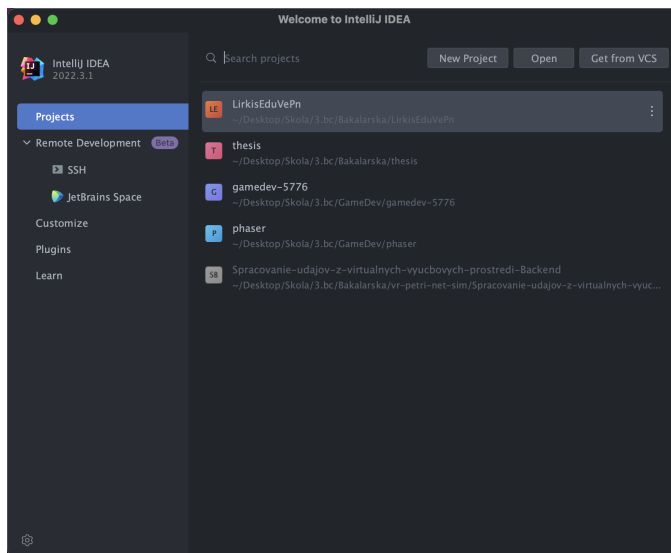 Welcome to IntelliJ IDEA
IntelliJ IDEA
2022.3.1
Search projects
New Project
Open
Get from VCS
Projects
Remote Development Beta
SSH
JetBrains Space
Customize
Plugins
Learn
LE
LirkisEduVePn
~/Desktop/Skola/3.bc/Bakalarska/LirkisEduVePn
T
thesis
~/Desktop/Skola/3.bc/Bakalarska/thesis
G
gamedev-5776
~/Desktop/Skola/3.bc/GameDev/gamedev-5776
P
phaser
~/Desktop/Skola/3.bc/GameDev/phaser
SB
Spracovanie-udajov-z-virtualnych-vyucbovych-prostredi-Backend
~/Desktop/Skola/3.bc/Bakalarska/vr-petri-net-sim/Spracovanie-udajov-z-virtualnych-vyuc...